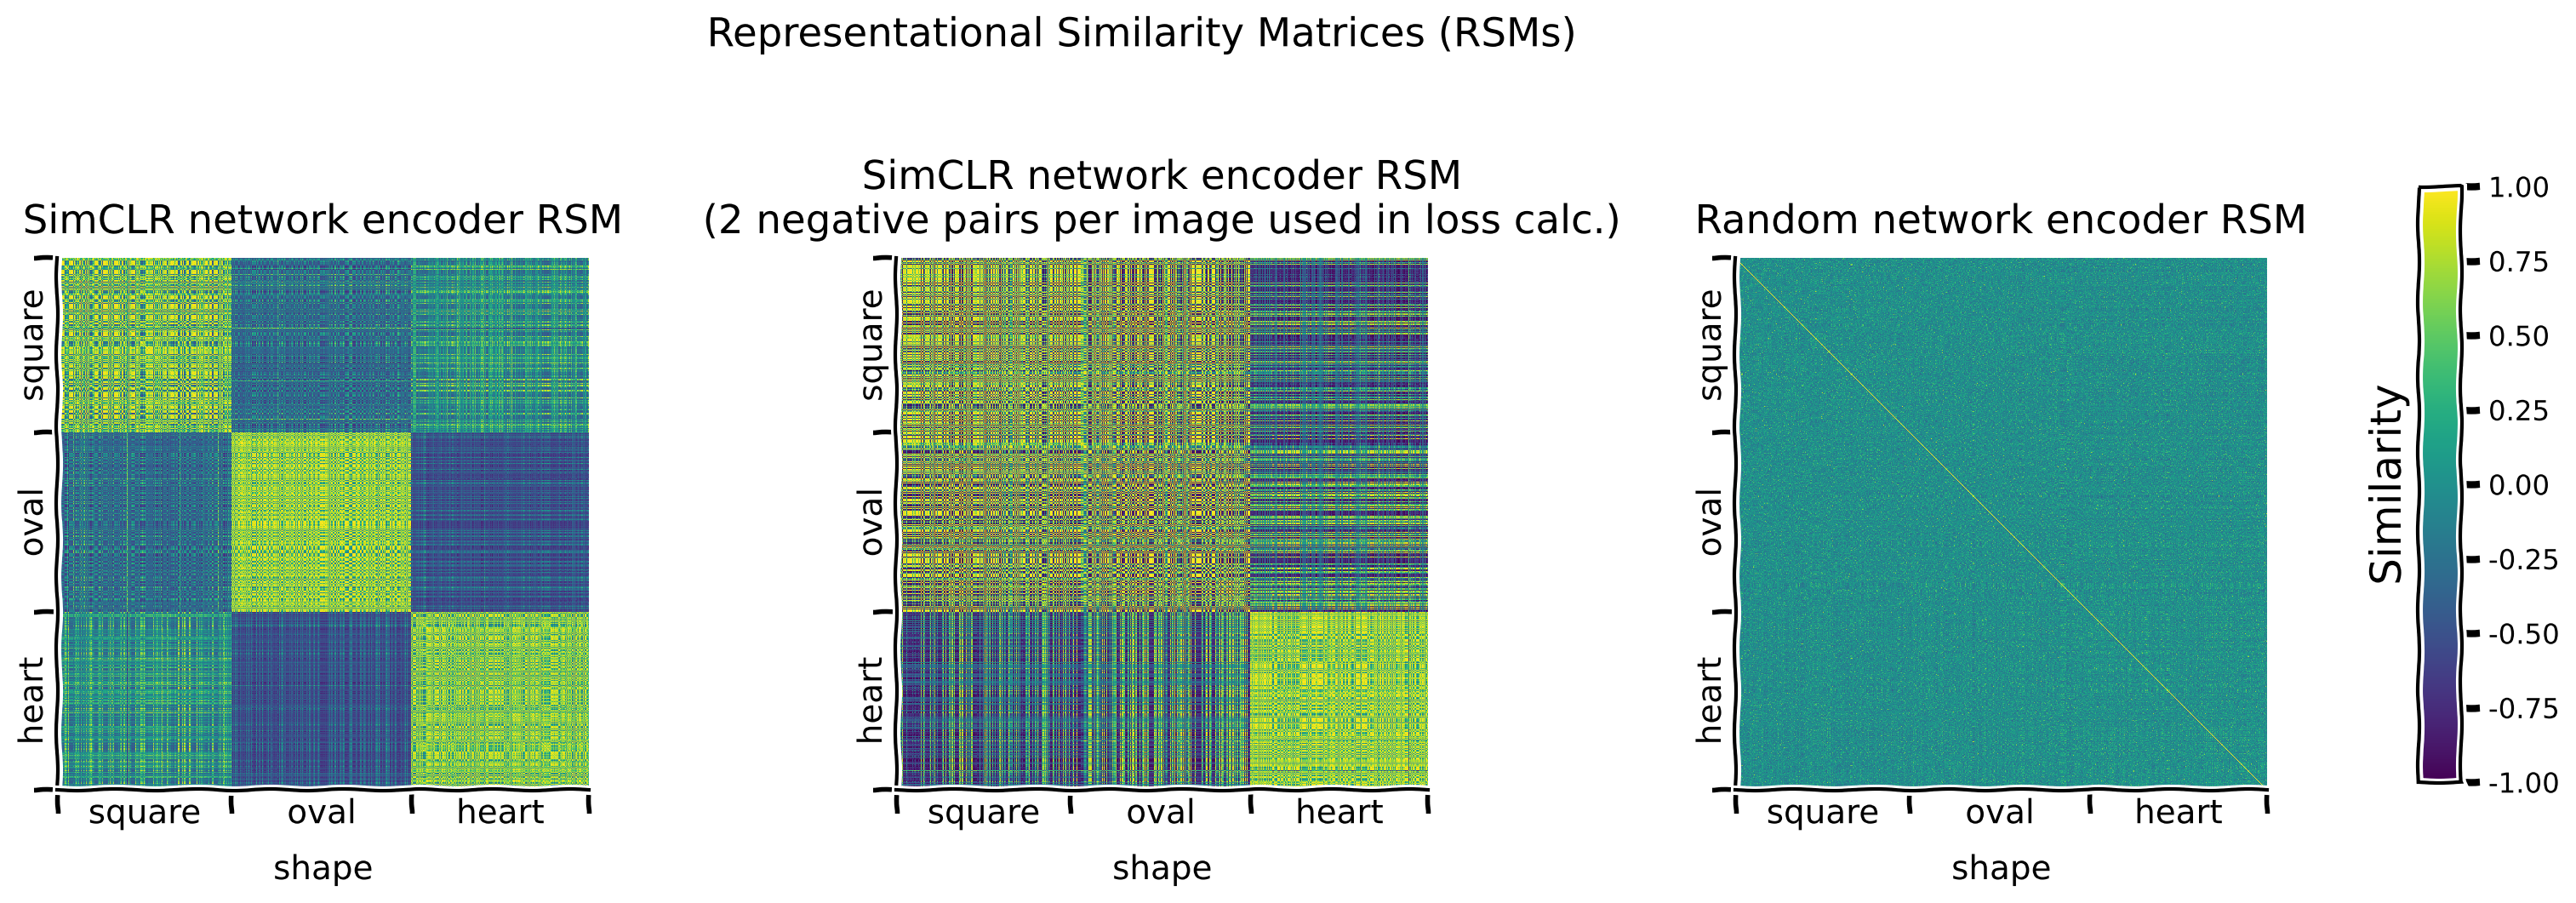 Representational Similarity Matrices (RSMs)
SimCLR network encoder RSM
square
oval
heart
square oval heart
shape
SimCLR network encoder RSM
(2 negative pairs per image used in loss calc.)
square
oval
heart
square oval heart
shape
Random network encoder RSM
square
oval
heart
square oval heart
shape
Similarity
1.00
0.75
0.50
0.25
0.00
-0.25
-0.50
-0.75
-1.00